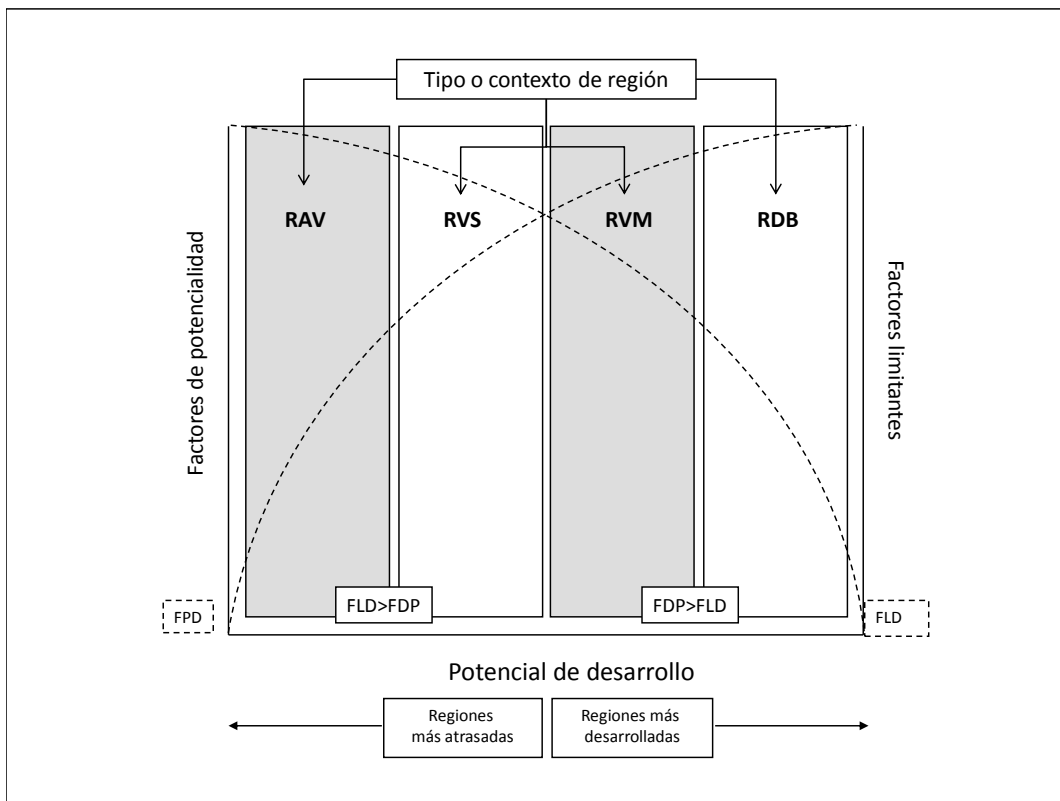 Tipo o contexto de región
RAV
RVS
RVM
RDB
Factores de potencialidad
Factores limitantes
FLD>FDP
FDP>FLD
FPD
FLD
Potencial de desarrollo
Regiones
más atrasadas
Regiones más
desarrolladas